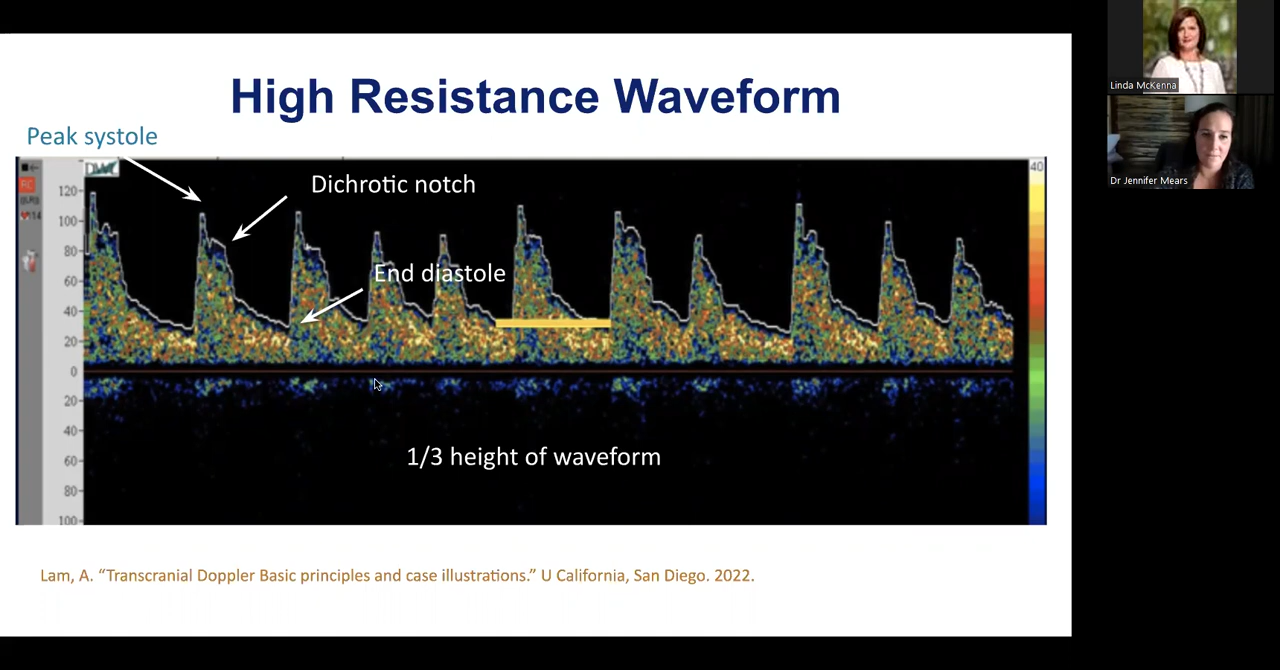 High Resistance Waveform
Peak systole
DWL
Dichrotic notch
End diastole
1/3 height of waveform
120
100
80
60
40
20
0
20
40
60
80
100
40
114
Lam, A. “Transcranial Doppler Basic principles and case illustrations.” U California, San Diego. 2022.
Linda McKenna
Dr Jennifer Mears